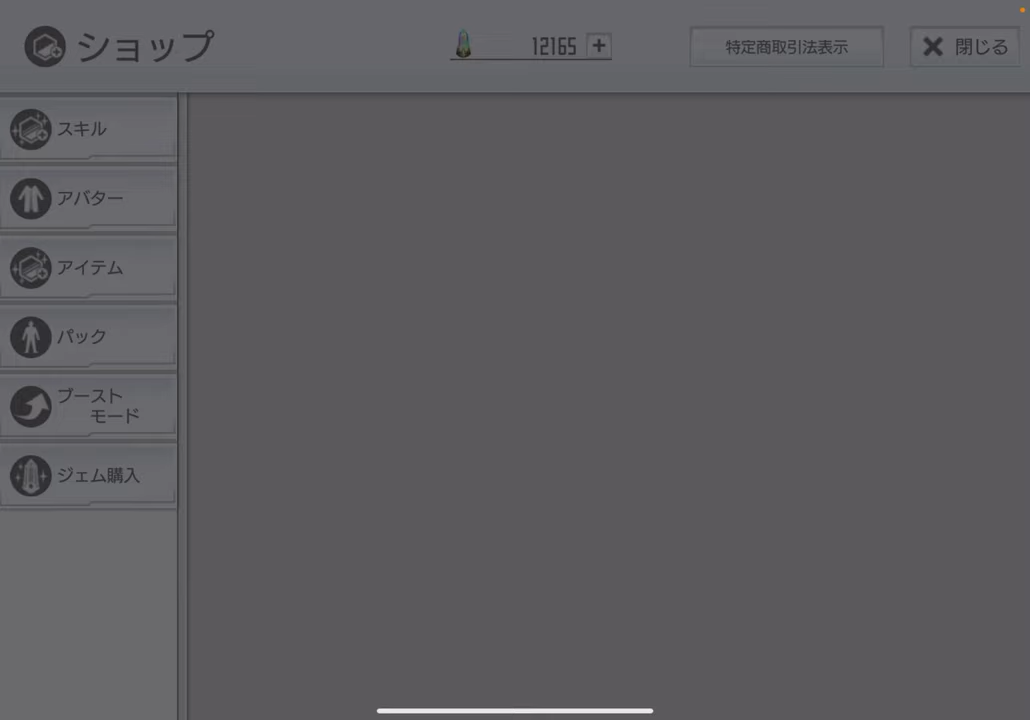 ショップ
12165
特定商取引法表示
閉じる
スキル
アバター
アイテム
パック
ブースト
モード
ジェム購入